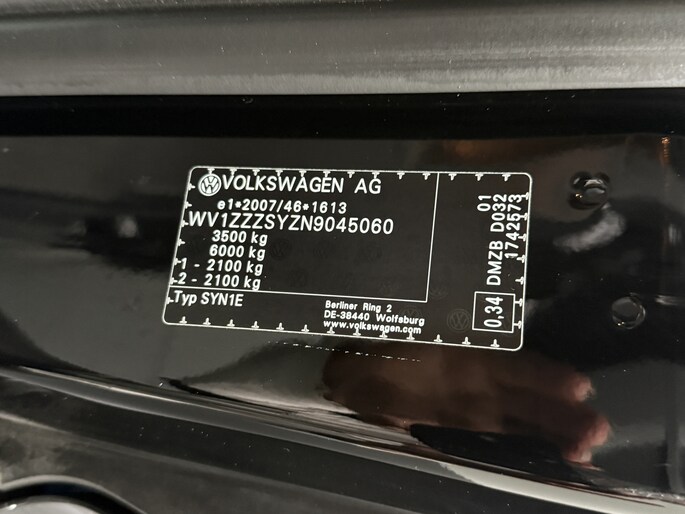 VOLKSWAGEN AG
e1*2007/46*1613
WV1ZZZSYZN9045060
3500 kg
6000 kg
1 - 2100 kg
2 - 2100 kg
Typ SYN1E
Berliner Ring 2
DE-38440 Wolfsburg
www.volkswagen.com
0,34
01
DMZB D032
1742573